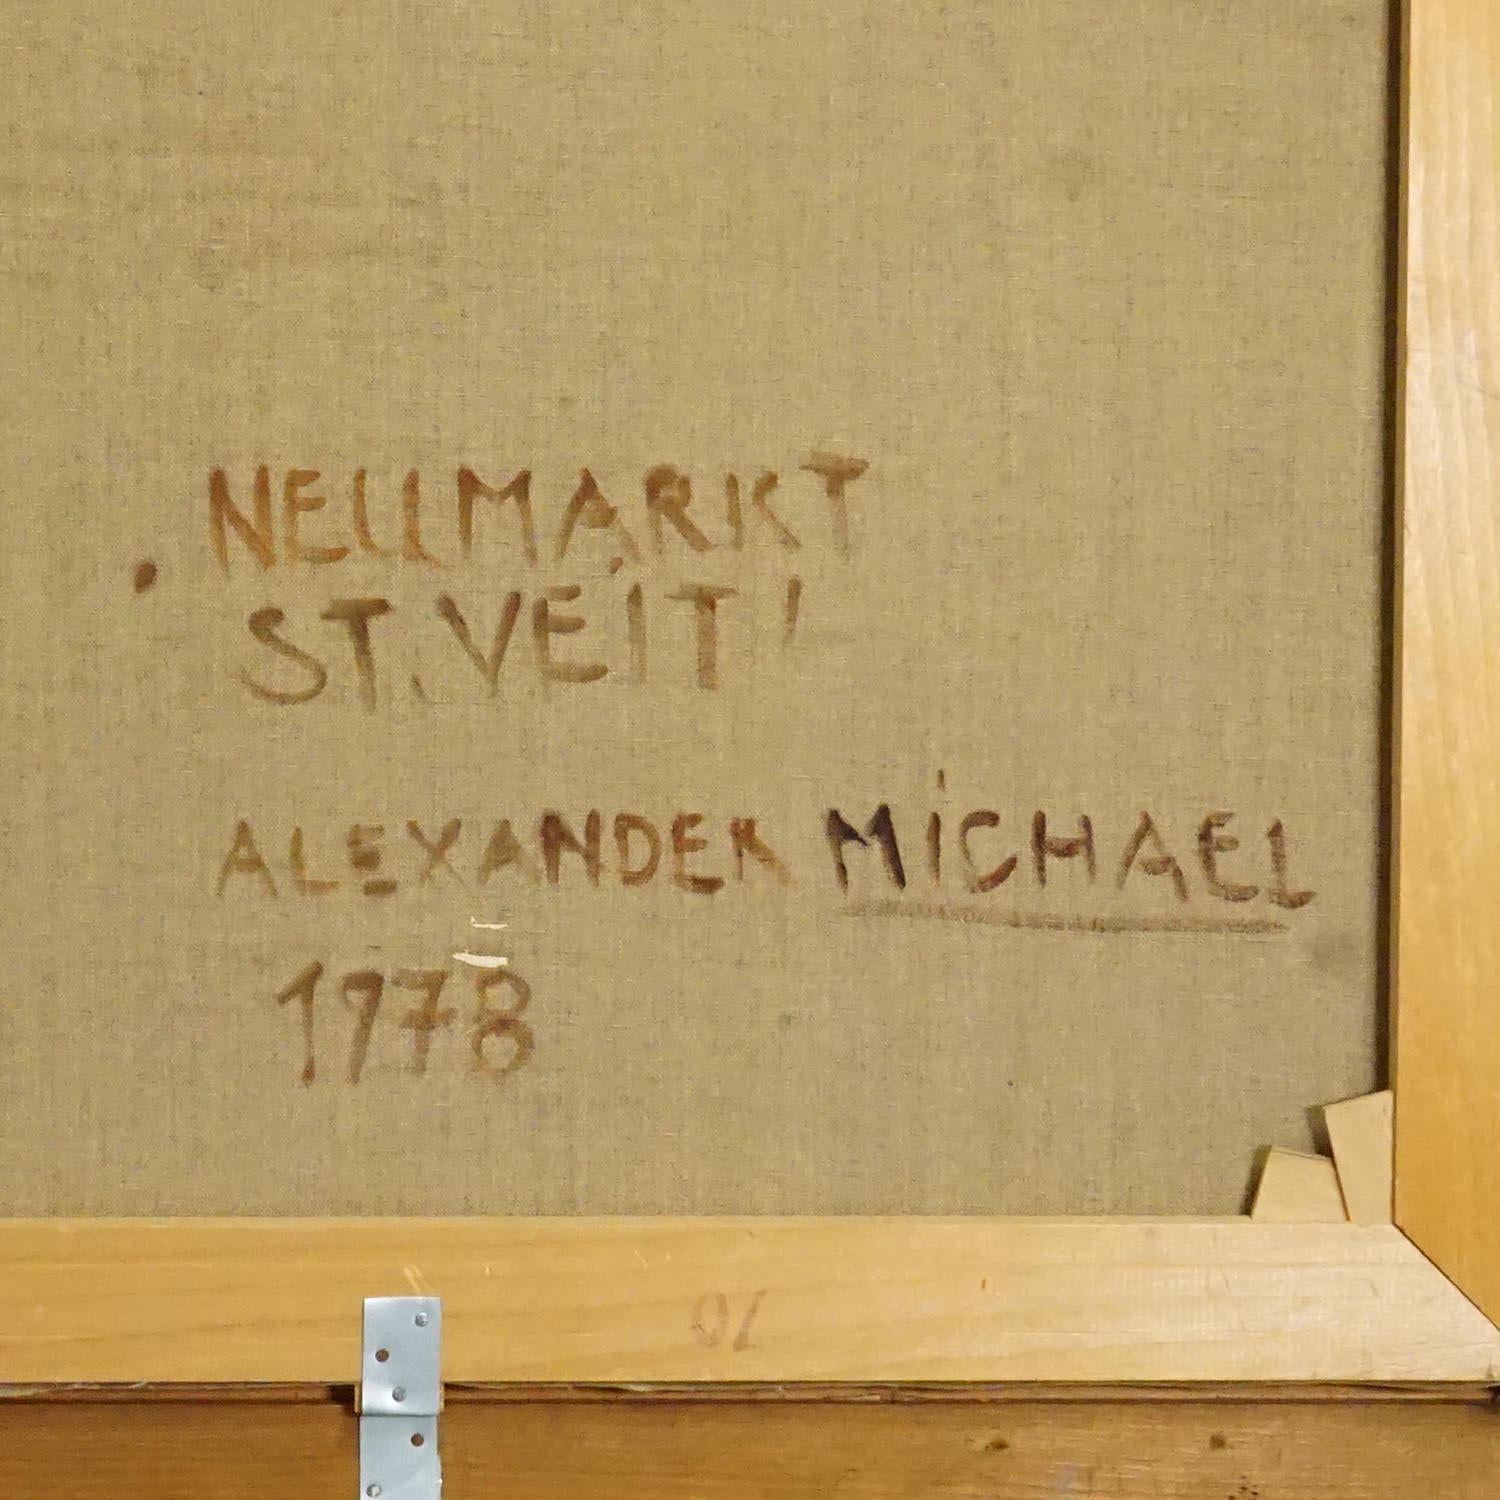 NEUMARKT
ST. VEIT'
ALEXANDER MICHAEL
1978